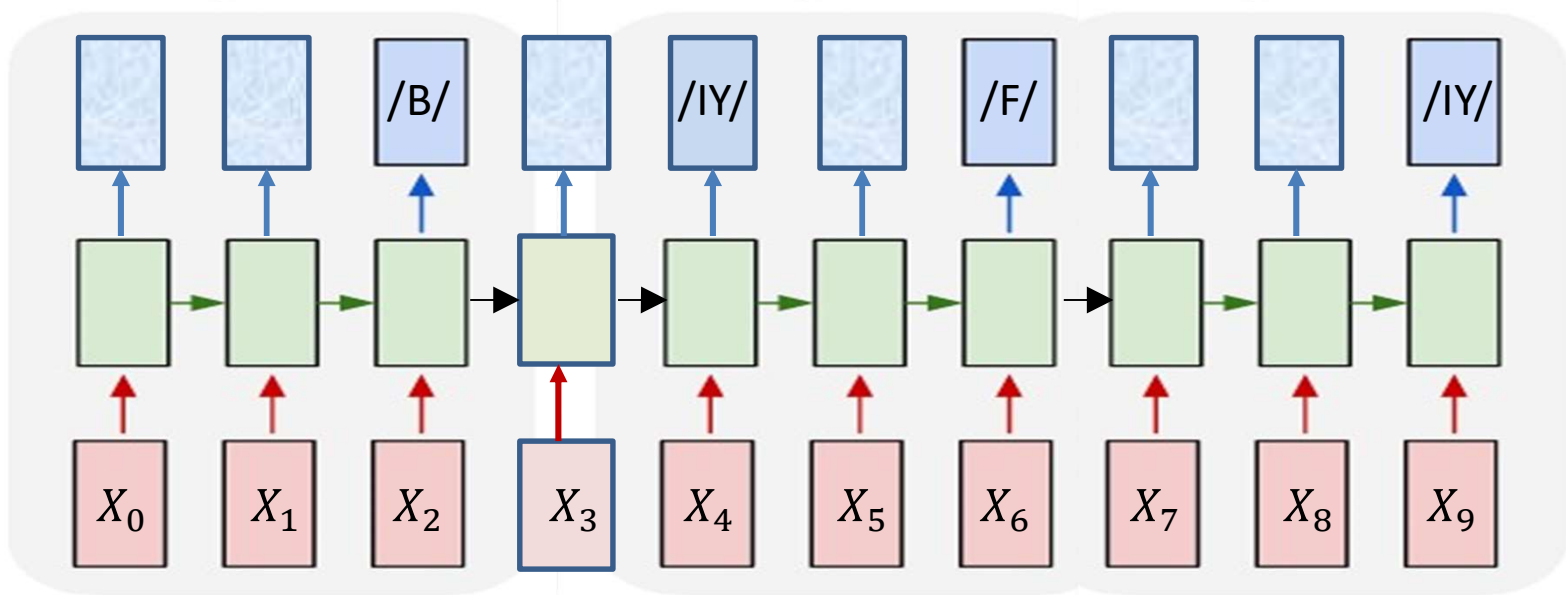 /B/ /IY/ /F/ /IY/
X₀ X₁ X₂ X₃ X₄ X₅ X₆ X₇ X₈ X₉